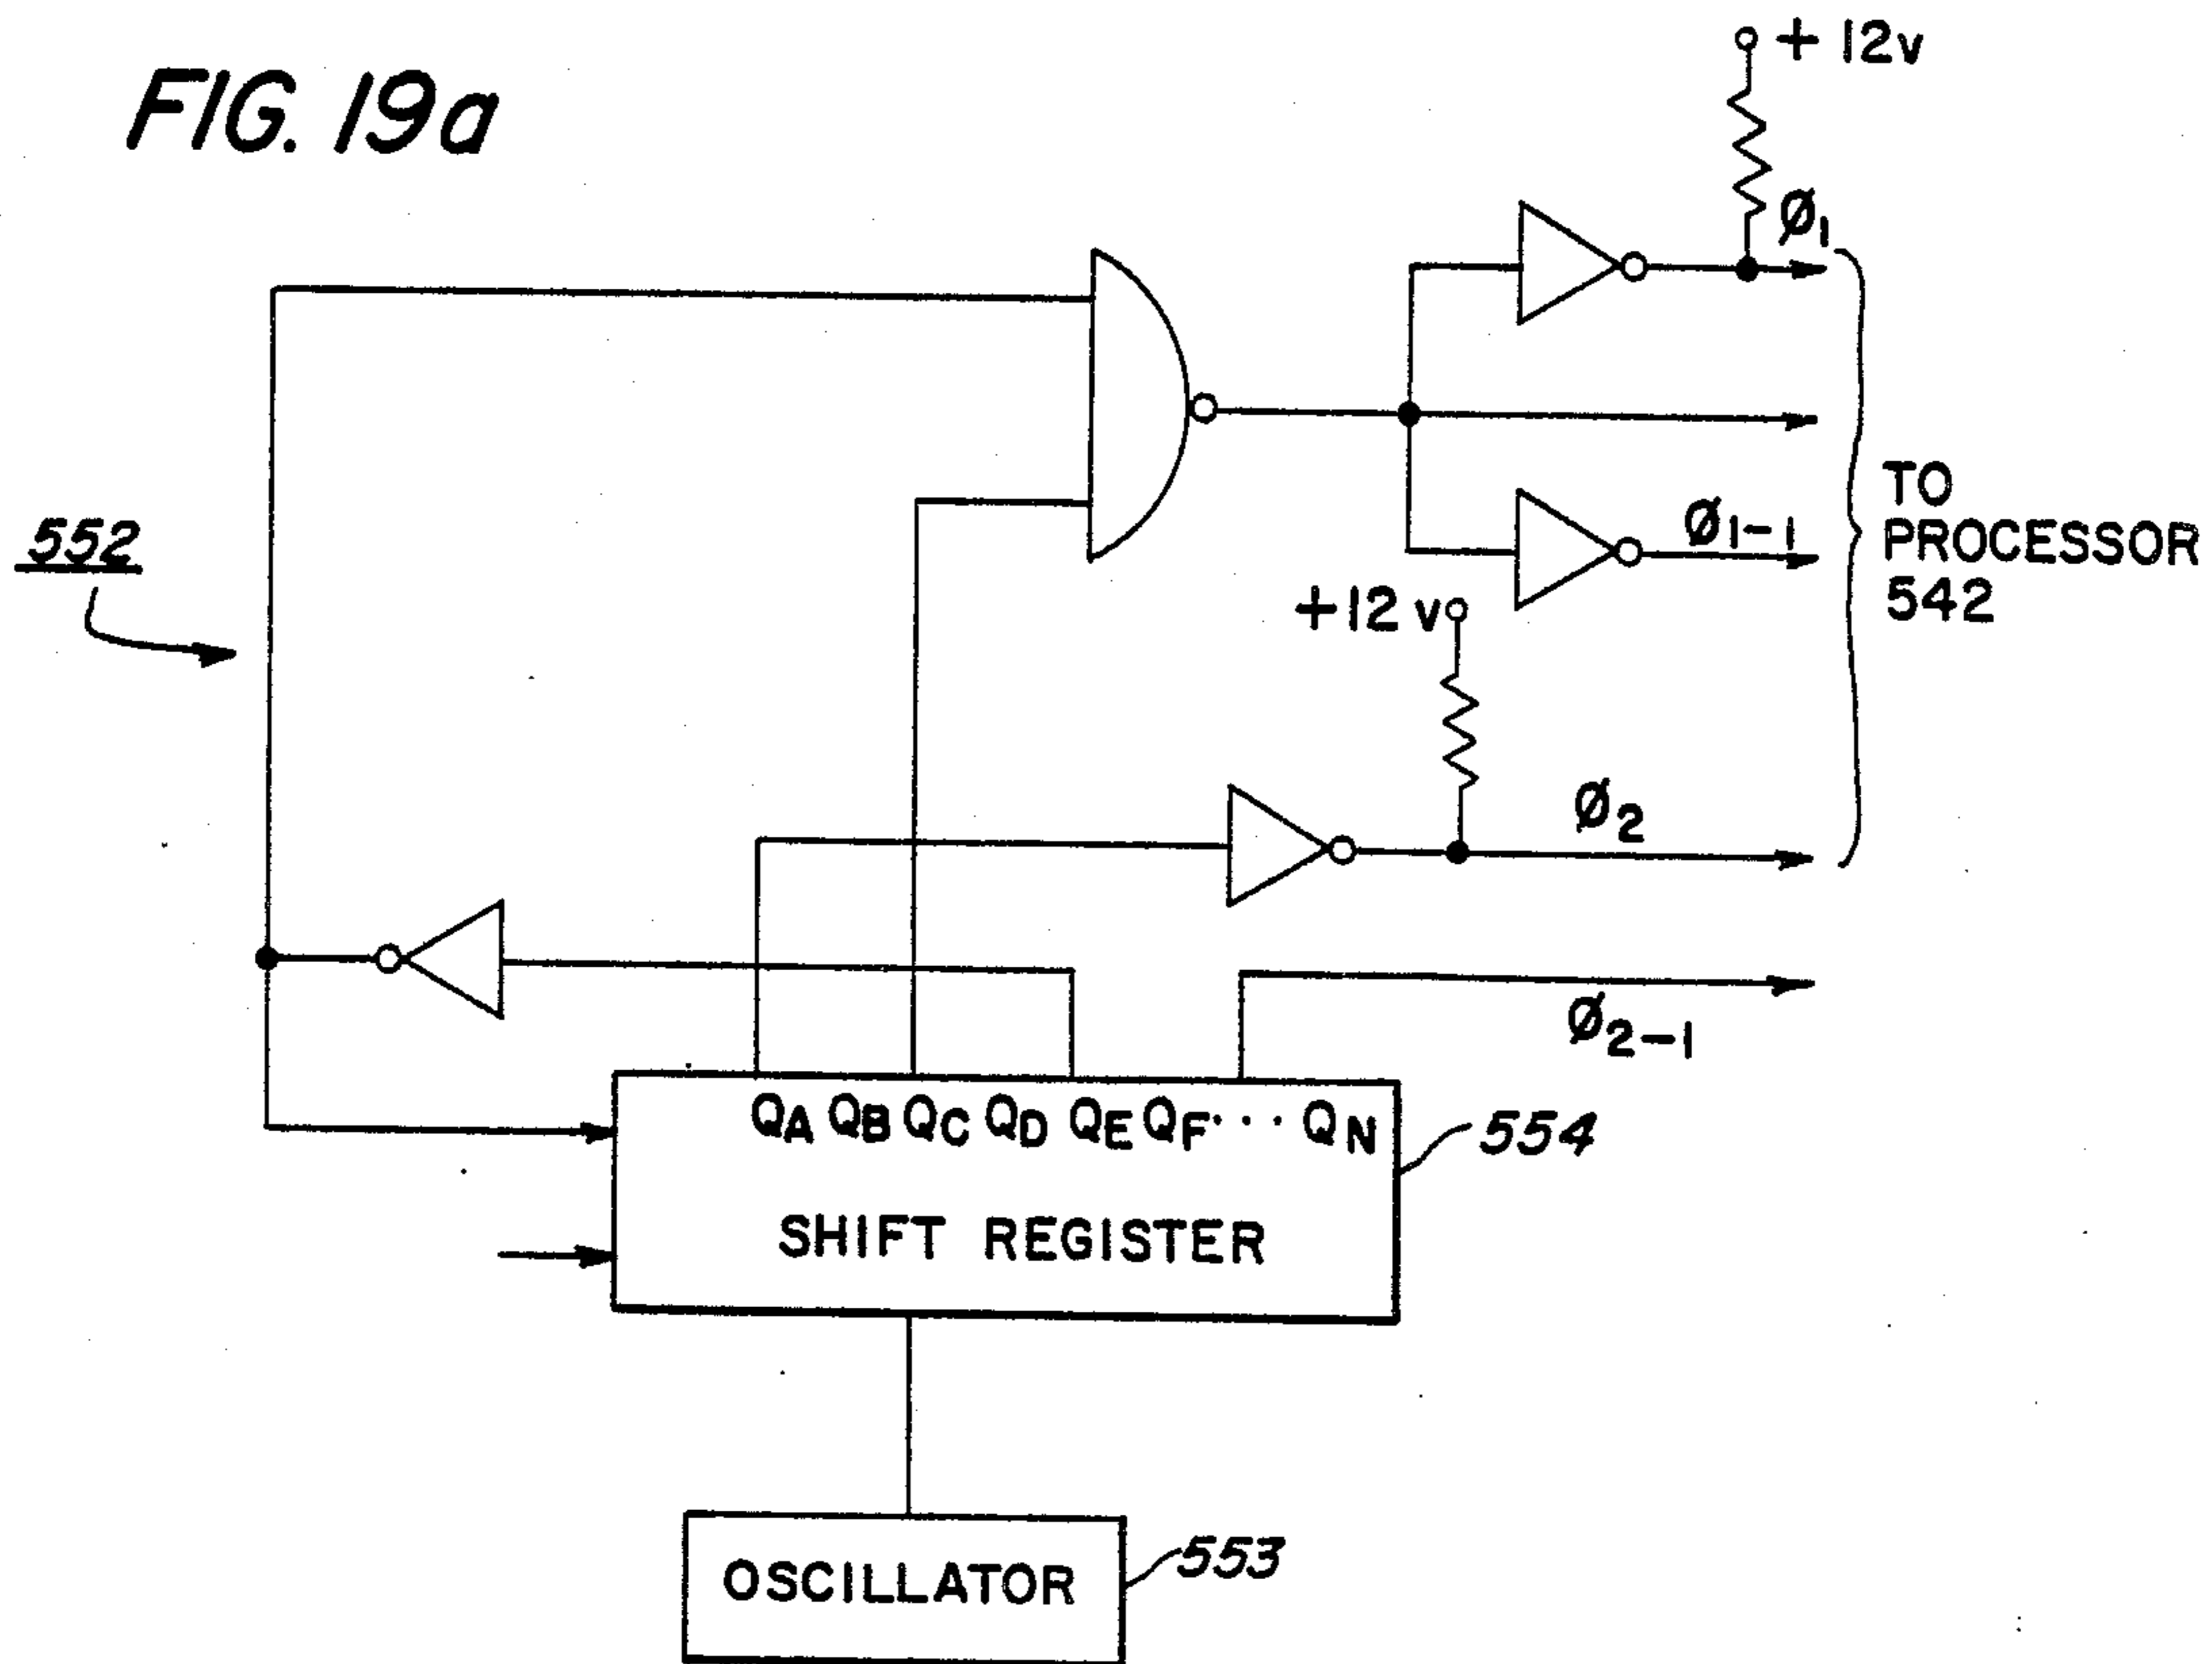 FIG. 19a
+ 12v
Ø1
Ø1-1
TO
PROCESSOR
542
552
+12 v
Ø2
Ø2-1
QA QB QC QD QE QF... QN
554
SHIFT REGISTER
OSCILLATOR
553